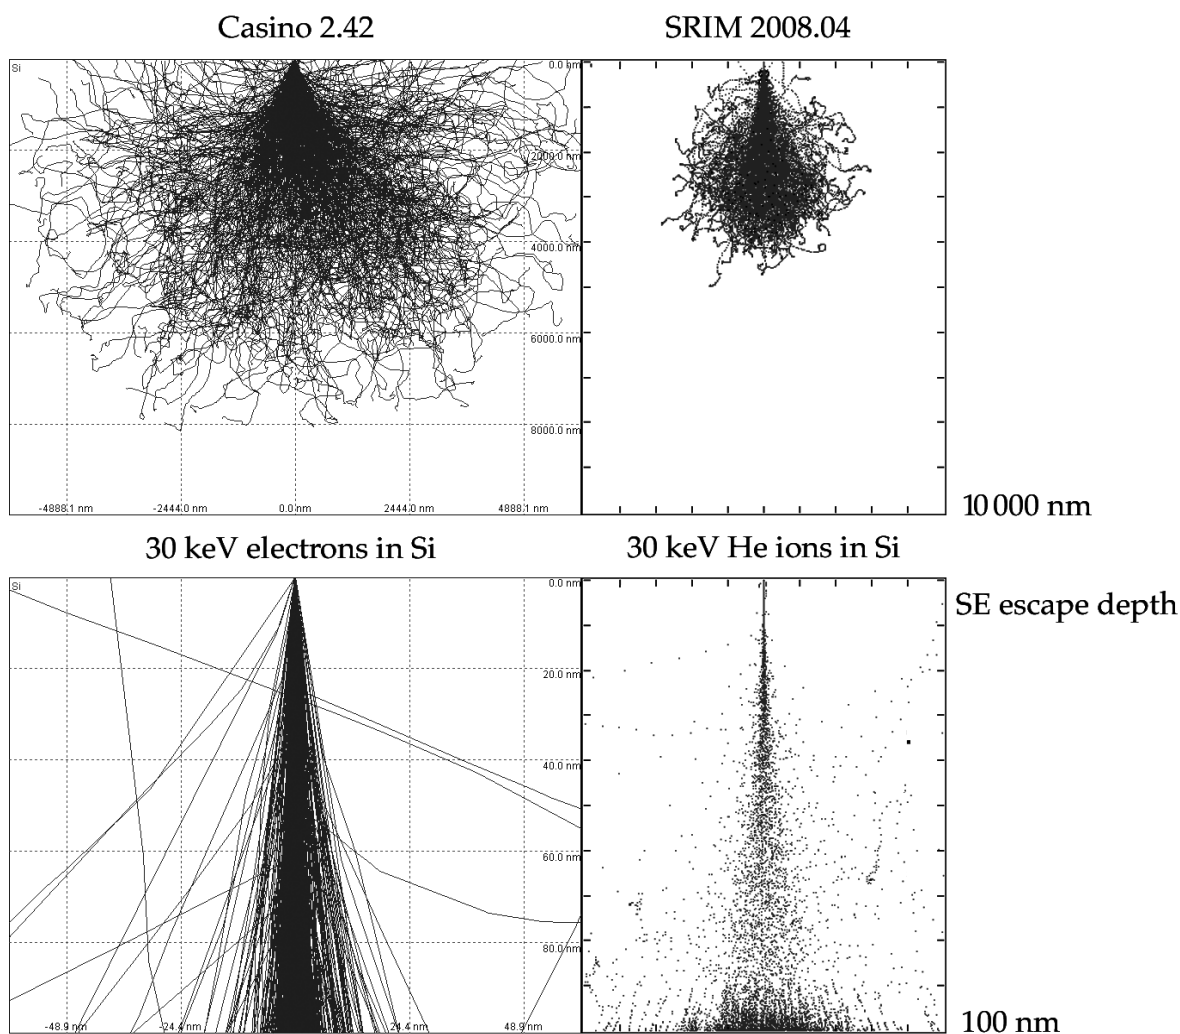 Casino 2.42 SRIM 2008.04
Si 0.0 nm
2000.0 nm
4000.0 nm
6000.0 nm
8000.0 nm
-4888.1 nm -2444.0 nm 0.0 nm 2444.0 nm 4888.1 nm
10 000 nm
30 keV electrons in Si 30 keV He ions in Si
Si 0.0 nm
SE escape depth
20.0 nm
40.0 nm
60.0 nm
80.0 nm
-48.9 nm -24.4 nm 24.4 nm 48.9 nm
100 nm